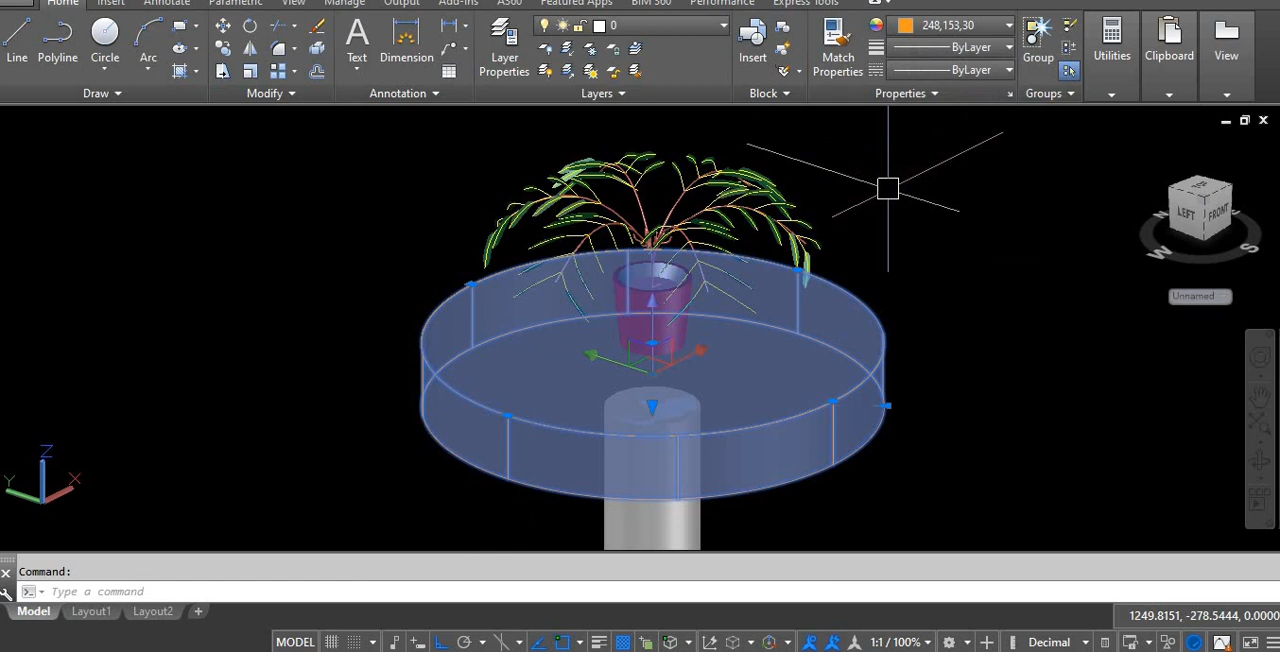 Home Insert Annotate Parametric View Manage Output Add-ins A360 Featured Apps BIM 360 Performance Express Tools
0
248,153,30
ByLayer
ByLayer
Line Polyline Circle Arc
Text Dimension
Layer
Properties
Insert
Match
Properties
Group
Utilities
Clipboard
View
Draw
Modify
Annotation
Layers
Block
Properties
Groups
TOP
LEFT
FRONT
W
S
Unnamed
Z
Y
X
Command:
Type a command
Model Layout1 Layout2 +
1249.8151, -278.5444, 0.0000
MODEL
1:1 / 100%
Decimal